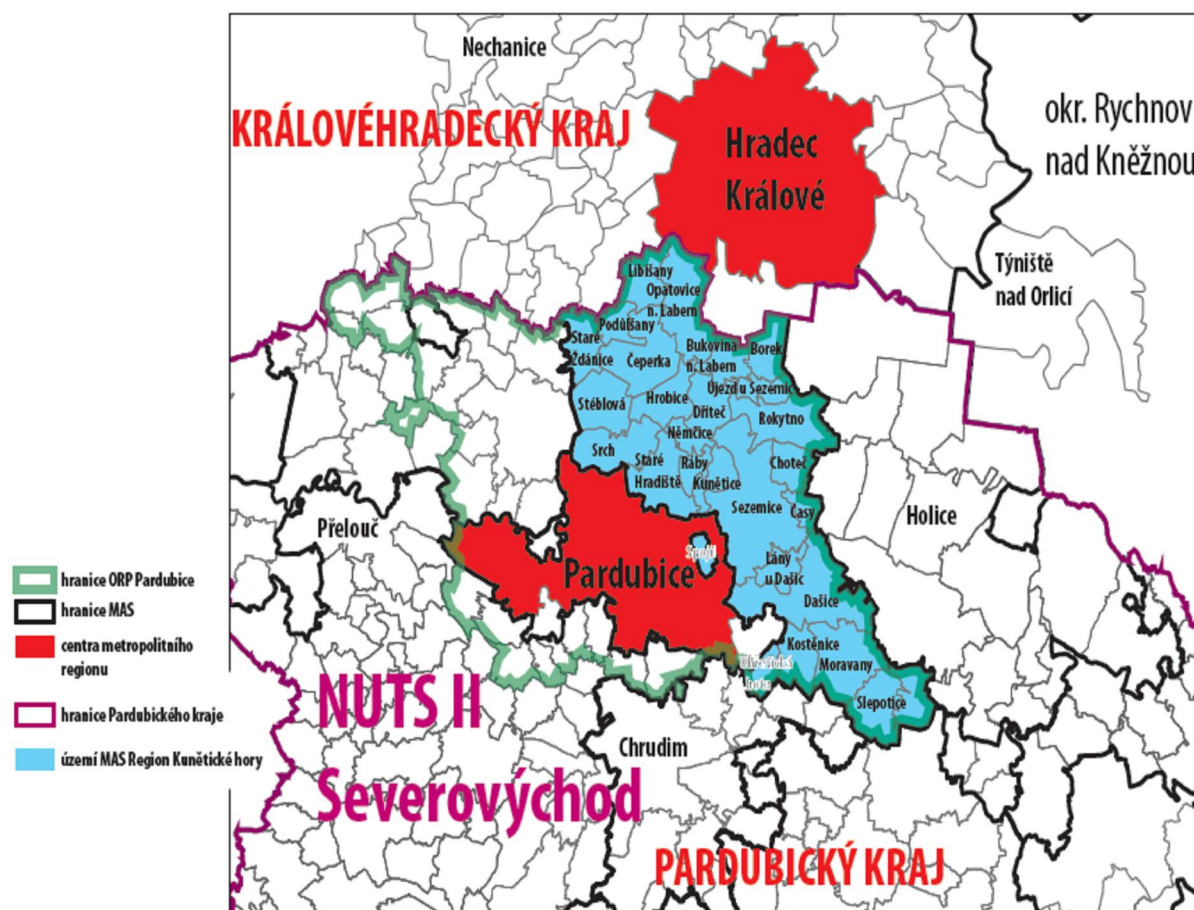 Nechanice
KRÁLOVÉHRADECKÝ KRAJ
Hradec
Králové
okr. Rychnov
nad Kněžnou
Týniště
nad Orlicí
Libišany
Opatovice
n. Labem
Podůlšany
Staré
Ždánice
Čeperka
Bukovina
n. Labem
Borek
Újezd u Sezemic
Stéblová
Hrobice
Dříteč
Rokytno
Němčice
Srch
Staré
Hradiště
Ráby
Kunětice
Choteč
Sezemice
Časy
Holice
Přelouč
Spojil
Pardubice
Lány
u Dašic
Dašice
Kostěnice
Moravany
Slepotice
Chrudim
hranice ORP Pardubice
hranice MAS
centra metropolitního
regionu
hranice Pardubického kraje
území MAS Region Kunětické hory
NUTS II
Severovýchod
PARDUBICKÝ KRAJ